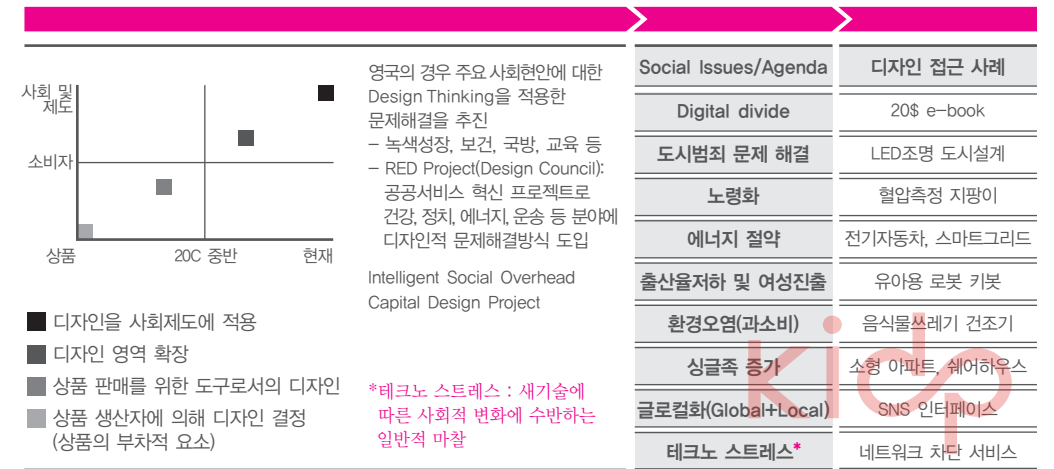 사회 및
제도
소비자
상품
20C 중반
현재
디자인을 사회제도에 적용
디자인 영역 확장
상품 판매를 위한 도구로서의 디자인
상품 생산자에 의해 디자인 결정
(상품의 부차적 요소)
영국의 경우 주요 사회현안에 대한
Design Thinking을 적용한
문제해결을 추진
- 녹색성장, 보건, 국방, 교육 등
- RED Project(Design Council):
공공서비스 혁신 프로젝트로
건강, 정치, 에너지, 운송 등 분야에
디자인적 문제해결방식 도입
Intelligent Social Overhead
Capital Design Project
*테크노 스트레스 : 새기술에
따른 사회적 변화에 수반하는
일반적 마찰
Social Issues/Agenda 디자인 접근 사례
Digital divide 20$ e-book
도시범죄 문제 해결 LED조명 도시설계
노령화 혈압측정 지팡이
에너지 절약 전기자동차, 스마트그리드
출산율저하 및 여성진출 유아용 로봇 키봇
환경오염(과소비) 음식물쓰레기 건조기
싱글족 증가 소형 아파트, 쉐어하우스
글로컬화(Global+Local) SNS 인터페이스
테크노 스트레스* 네트워크 차단 서비스
kidp